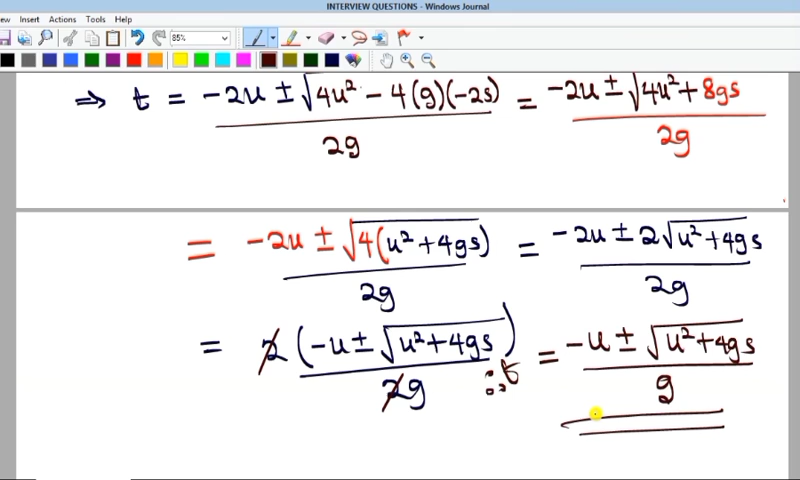 INTERVIEW QUESTIONS - Windows Journal
ew Insert Actions Tools Help
85%
⇒ t = -2u ± √4u² - 4(g)(-2s) / 2g = -2u ± √4u² + 8gs / 2g
= -2u ± √4(u² + 4gs) / 2g = -2u ± 2√u² + 4gs / 2g
= 2(-u ± √u² + 4gs) / 2g ∴ t = -u ± √u² + 4gs / g